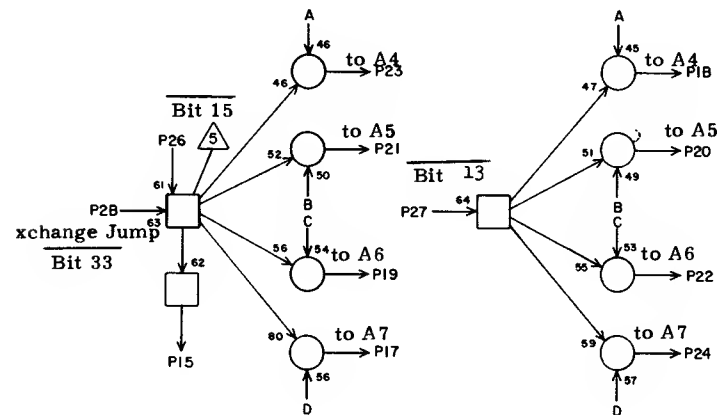 A
46
to A4
P23
46
Bit 15
5
P26
to A5
52
P21
50
61
P28
63
B
C
xchange Jump
Bit 33
62
56
54
to A6
P19
P15
80
to A7
P17
56
D
A
45
to A4
P18
47
to A5
51
P20
49
Bit 13
P27
64
B
C
53
to A6
55
P22
59
to A7
P24
57
D